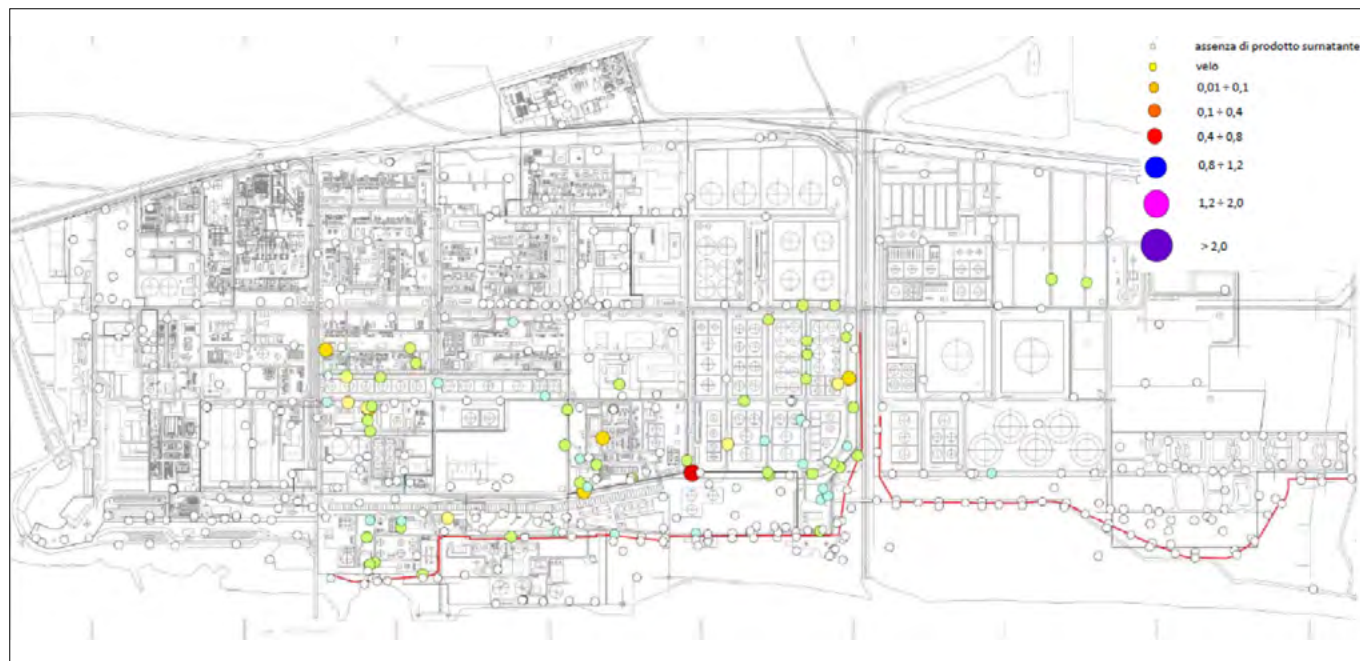 assenza di prodotto surnatante
velo
0,01 ÷ 0,1
0,1 ÷ 0,4
0,4 ÷ 0,8
0,8 ÷ 1,2
1,2 ÷ 2,0
> 2,0